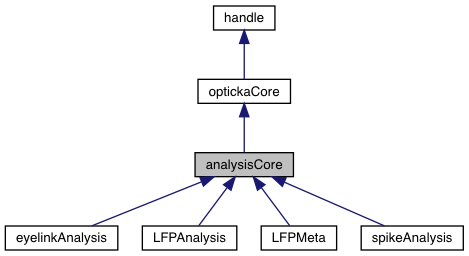 handle
optickaCore
analysisCore
eyelinkAnalysis
LFPAnalysis
LFPMeta
spikeAnalysis